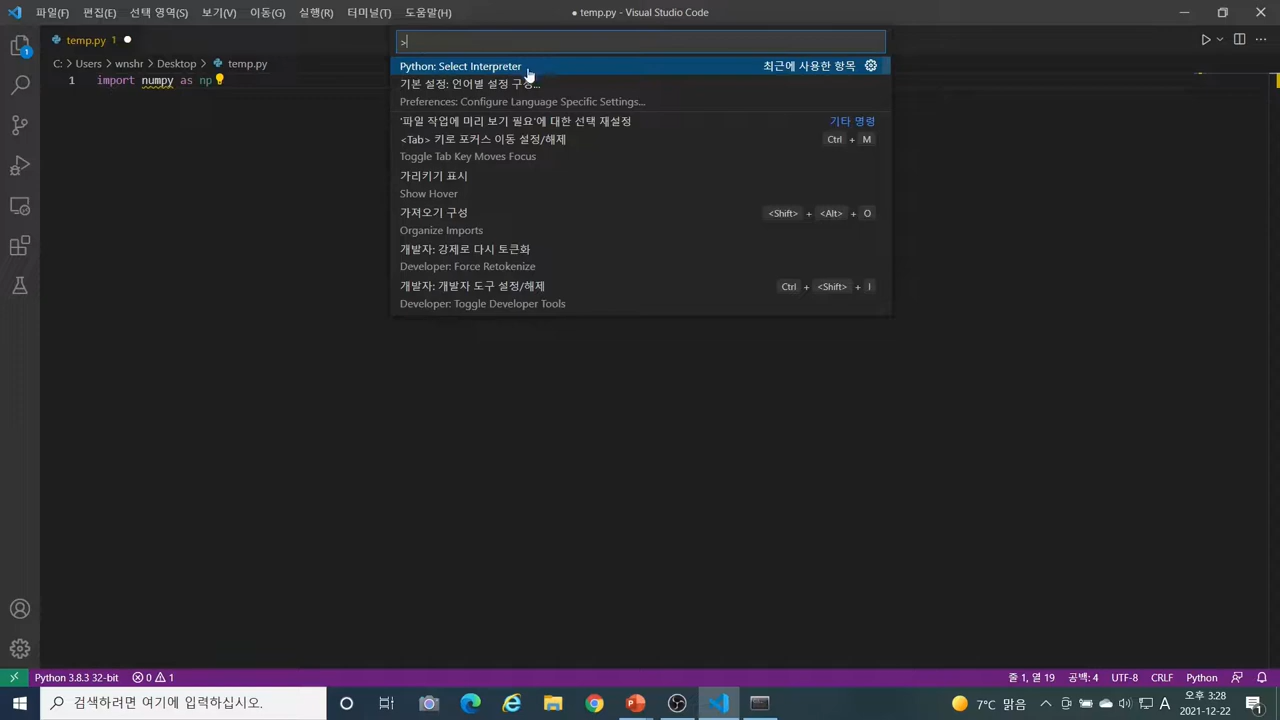 파일(F) 편집(E) 선택 영역(S) 보기(V) 이동(G) 실행(R) 터미널(T) 도움말(H)
● temp.py - Visual Studio Code
temp.py 1 ●
C: > Users > wnshr > Desktop > temp.py
1 import numpy as np
>
Python: Select Interpreter 최근에 사용한 항목
기본 설정: 언어별 설정 구성...
Preferences: Configure Language Specific Settings...
'파일 작업에 미리 보기 필요'에 대한 선택 재설정 기타 명령
<Tab> 키로 포커스 이동 설정/해제 Ctrl + M
Toggle Tab Key Moves Focus
가리키기 표시
Show Hover
가져오기 구성 <Shift> + <Alt> + O
Organize Imports
개발자: 강제로 다시 토큰화
Developer: Force Retokenize
개발자: 개발자 도구 설정/해제 Ctrl + <Shift> + I
Developer: Toggle Developer Tools
1
Python 3.8.3 32-bit 0 1
줄 1, 열 19 공백: 4 UTF-8 CRLF Python
검색하려면 여기에 입력하십시오.
7°C 맑음 A
오후 3:28
2021-12-22
1